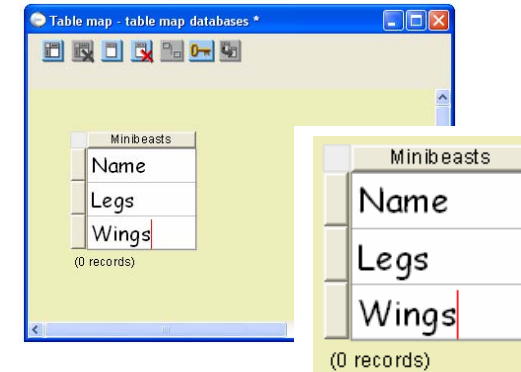 Table map - table map databases *
Minibeasts
Name
Legs
Wings
(0 records)
Minibeasts
Name
Legs
Wings
(0 records)